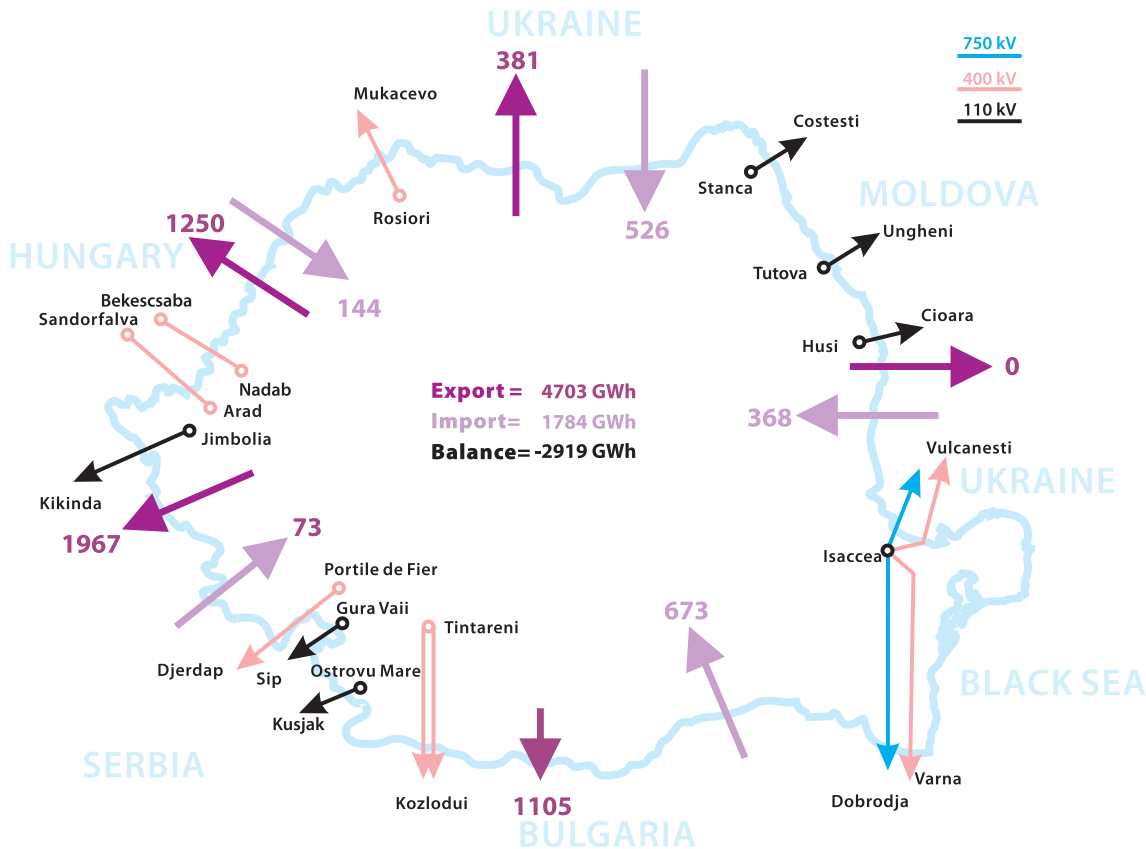 UKRAINE
750 kV
381
400 kV
Mukacevo
110 kV
Costesti
Stanca
MOLDOVA
Rosiori
1250
526
Ungheni
HUNGARY
Tutova
Bekescsaba
144
Sandorfalva
Cioara
Husi
0
Nadab
Export = 4703 GWh
Arad
Import= 1784 GWh
368
Jimbolia
Balance= -2919 GWh
Vulcanesti
UKRAINE
Kikinda
73
1967
Isaccea
Portile de Fier
Gura Vaii
673
Tintareni
Djerdap
Sip
Ostrovu Mare
BLACK SEA
Kusjak
SERBIA
Varna
Kozlodui
1105
Dobrodja
BULGARIA